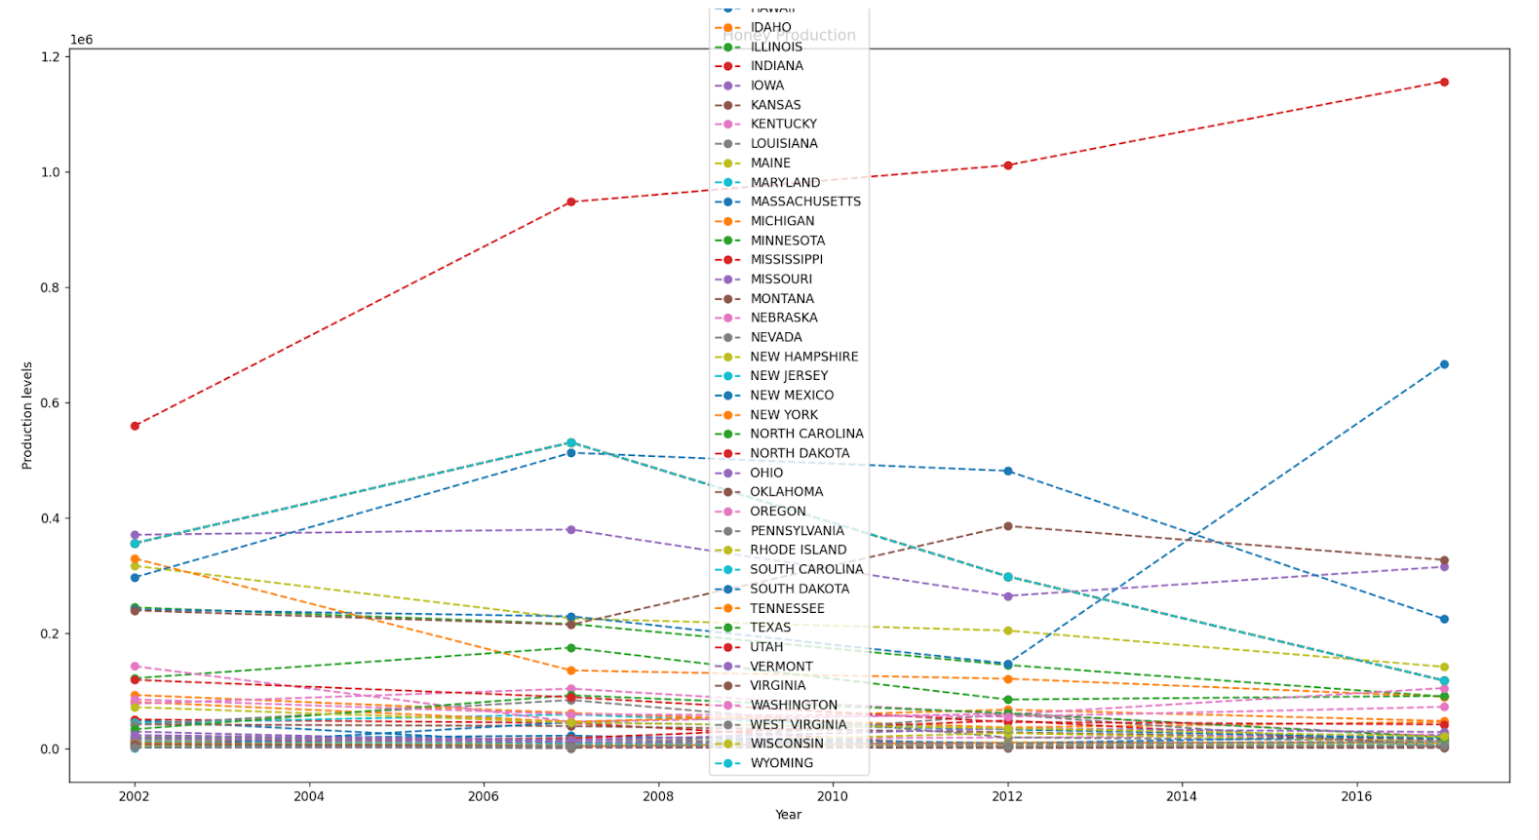 HAWAII
IDAHO
Honey Production
ILLINOIS
1e6
1.2
INDIANA
IOWA
KANSAS
KENTUCKY
LOUISIANA
MAINE
1.0
MARYLAND
MASSACHUSETTS
MICHIGAN
MINNESOTA
MISSISSIPPI
MISSOURI
0.8
MONTANA
NEBRASKA
NEVADA
NEW HAMPSHIRE
NEW JERSEY
NEW MEXICO
0.6
NEW YORK
Production levels
NORTH CAROLINA
NORTH DAKOTA
OHIO
OKLAHOMA
OREGON
0.4
PENNSYLVANIA
RHODE ISLAND
SOUTH CAROLINA
SOUTH DAKOTA
TENNESSEE
TEXAS
0.2
UTAH
VERMONT
VIRGINIA
WASHINGTON
WEST VIRGINIA
0.0
WISCONSIN
WYOMING
2002 2004 2006 2008 2010 2012 2014 2016
Year